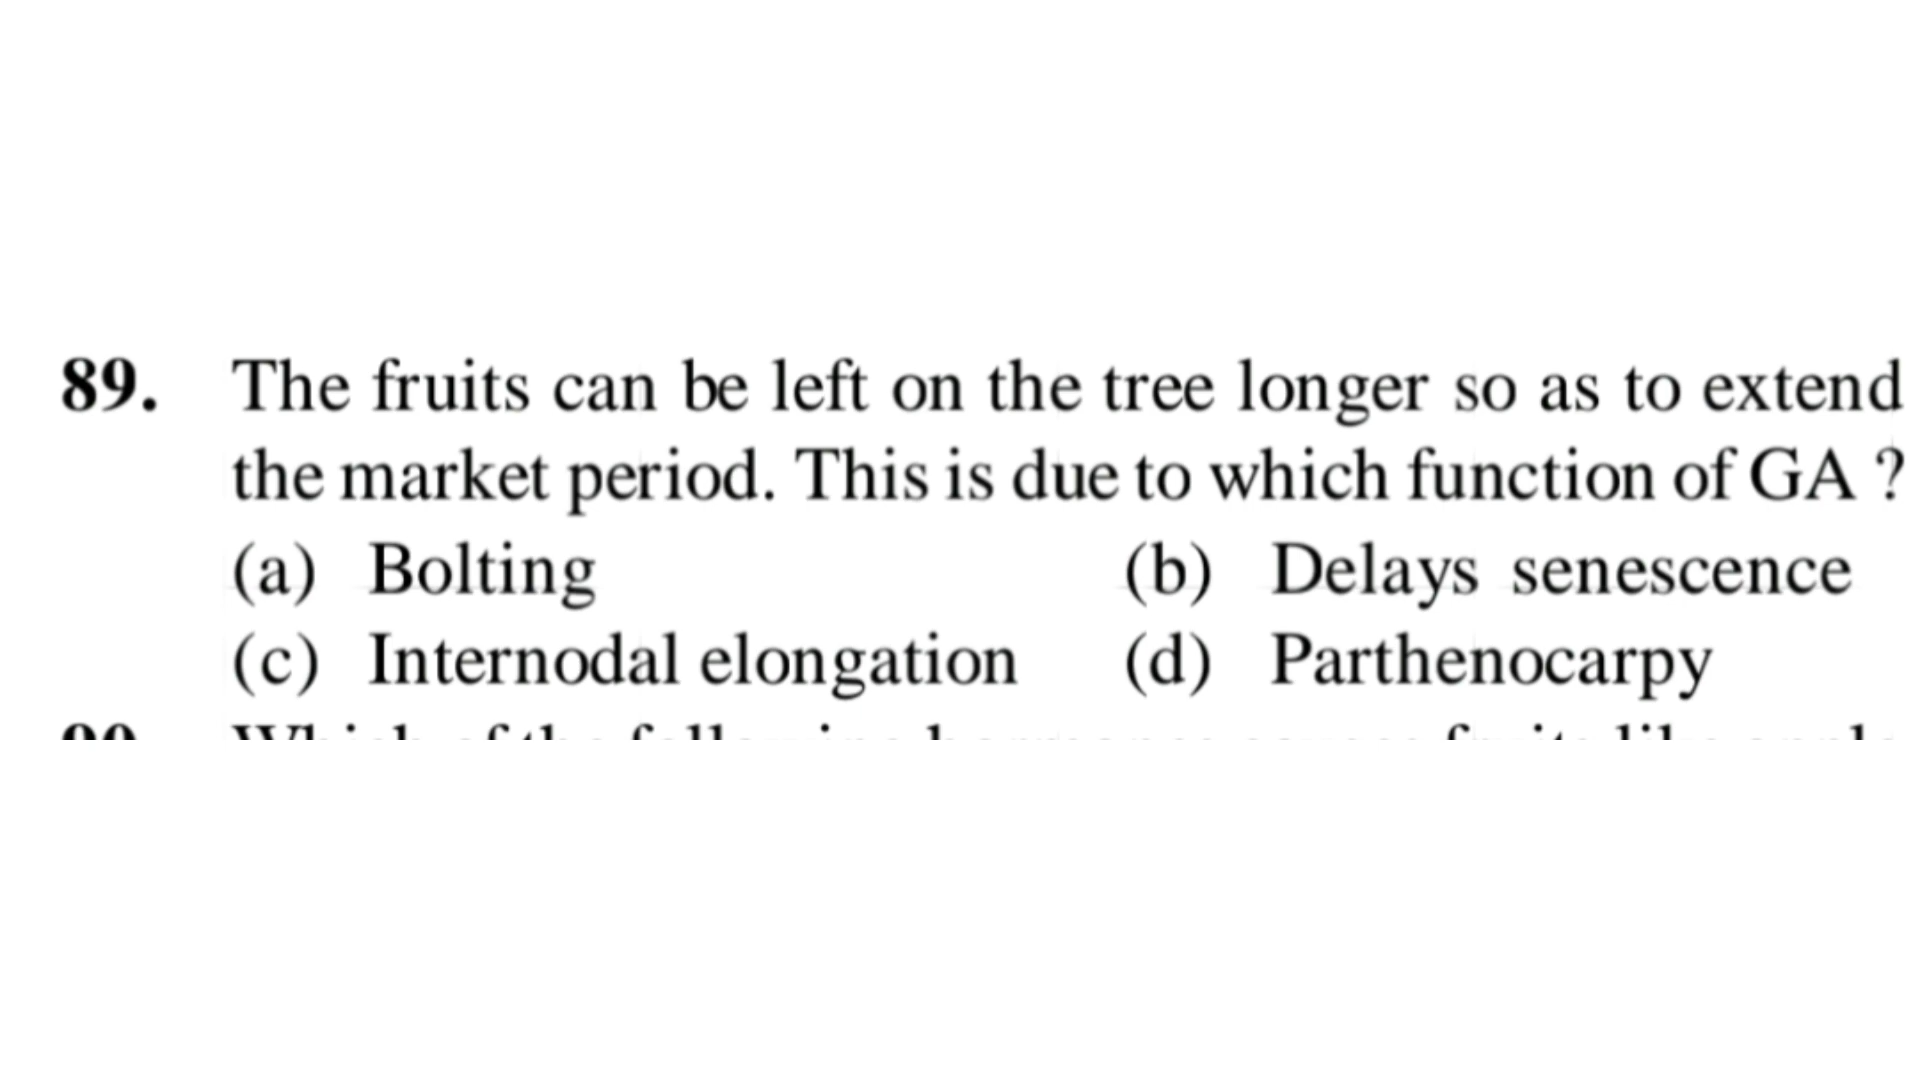 89. The fruits can be left on the tree longer so as to extend
the market period. This is due to which function of GA ?
(a) Bolting (b) Delays senescence
(c) Internodal elongation (d) Parthenocarpy